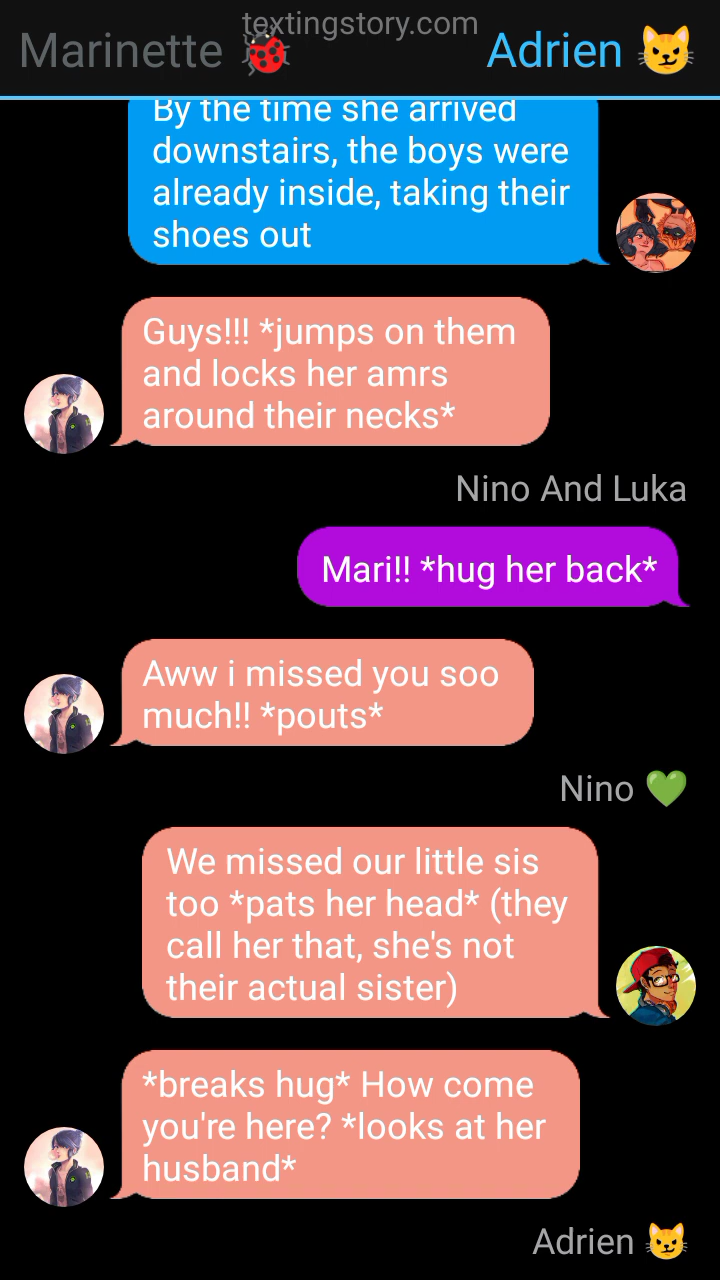 textingstory.com
Marinette 🐞
Adrien 😼
By the time she arrived
downstairs, the boys were
already inside, taking their
shoes out
Guys!!! *jumps on them
and locks her amrs
around their necks*
Nino And Luka
Mari!! *hug her back*
Aww i missed you soo
much!! *pouts*
Nino 💚
We missed our little sis
too *pats her head* (they
call her that, she's not
their actual sister)
*breaks hug* How come
you're here? *looks at her
husband*
Adrien 😼